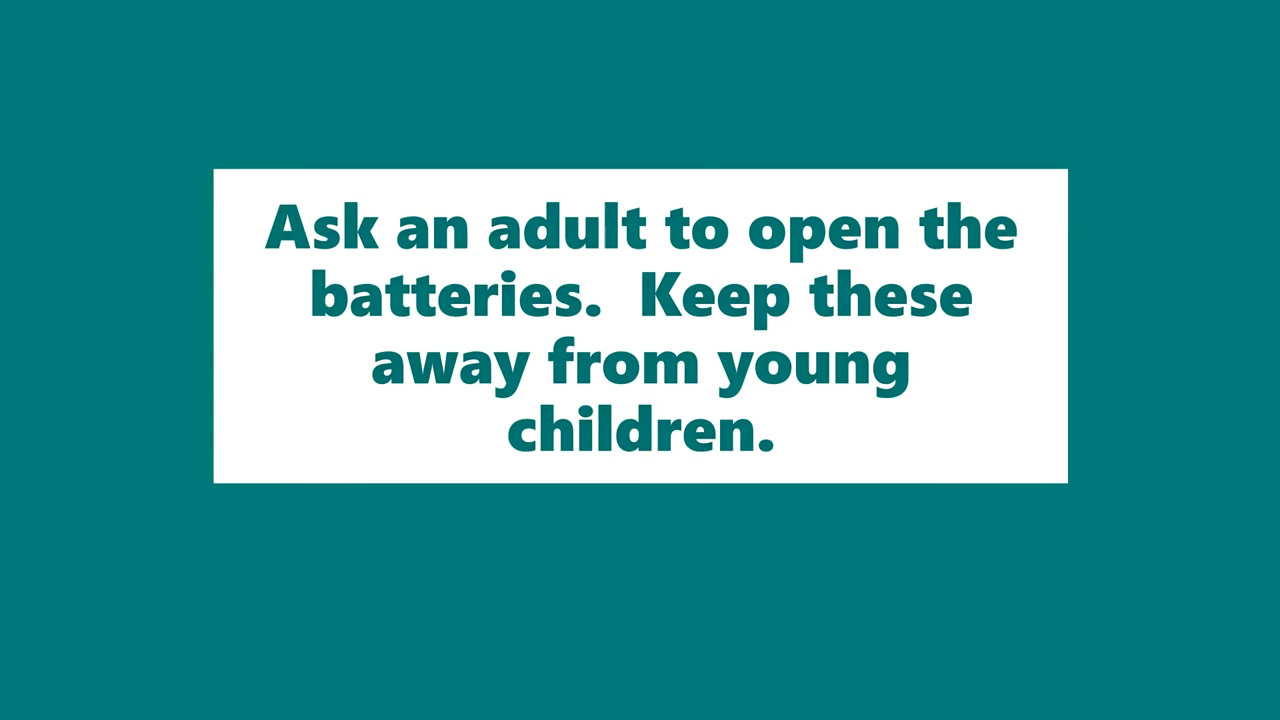 Ask an adult to open the
batteries.  Keep these
away from young
children.